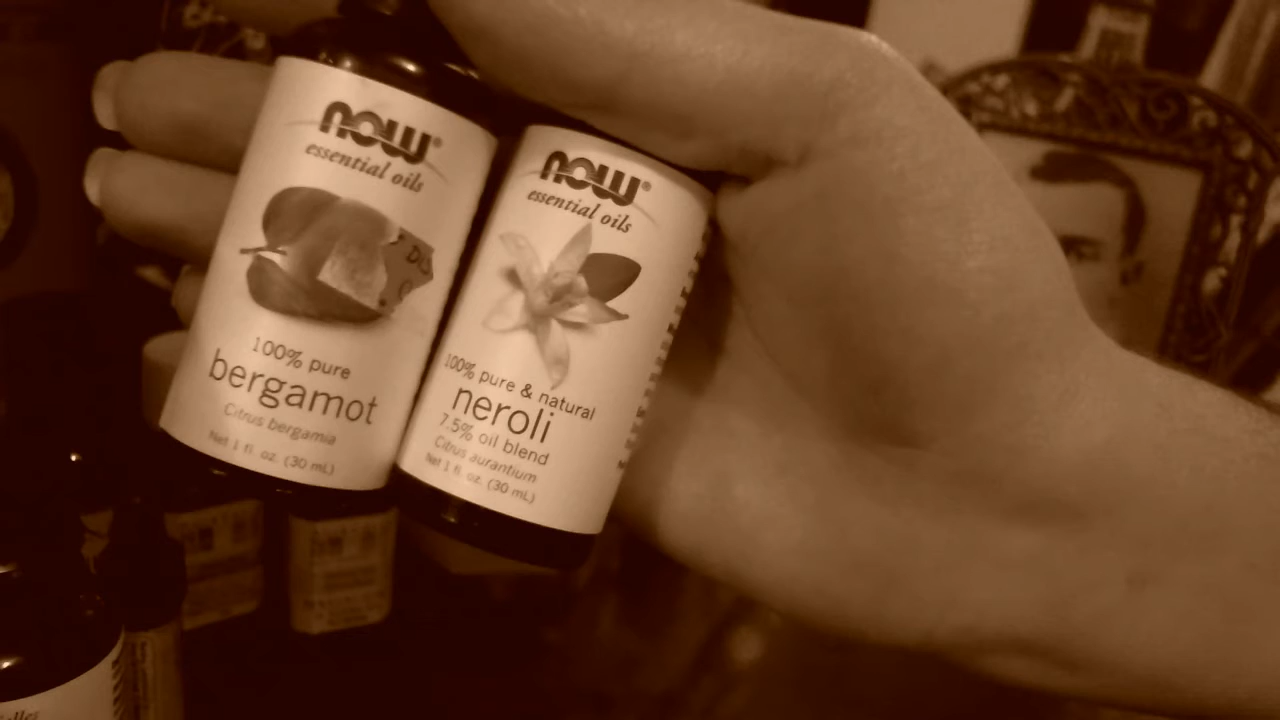 now®
essential oils
100% pure
bergamot
Citrus bergamia
Net 1 fl. oz. (30 mL)
now®
essential oils
100% pure & natural
neroli
7.5% oil blend
Citrus aurantium
Net 1 fl. oz. (30 mL)